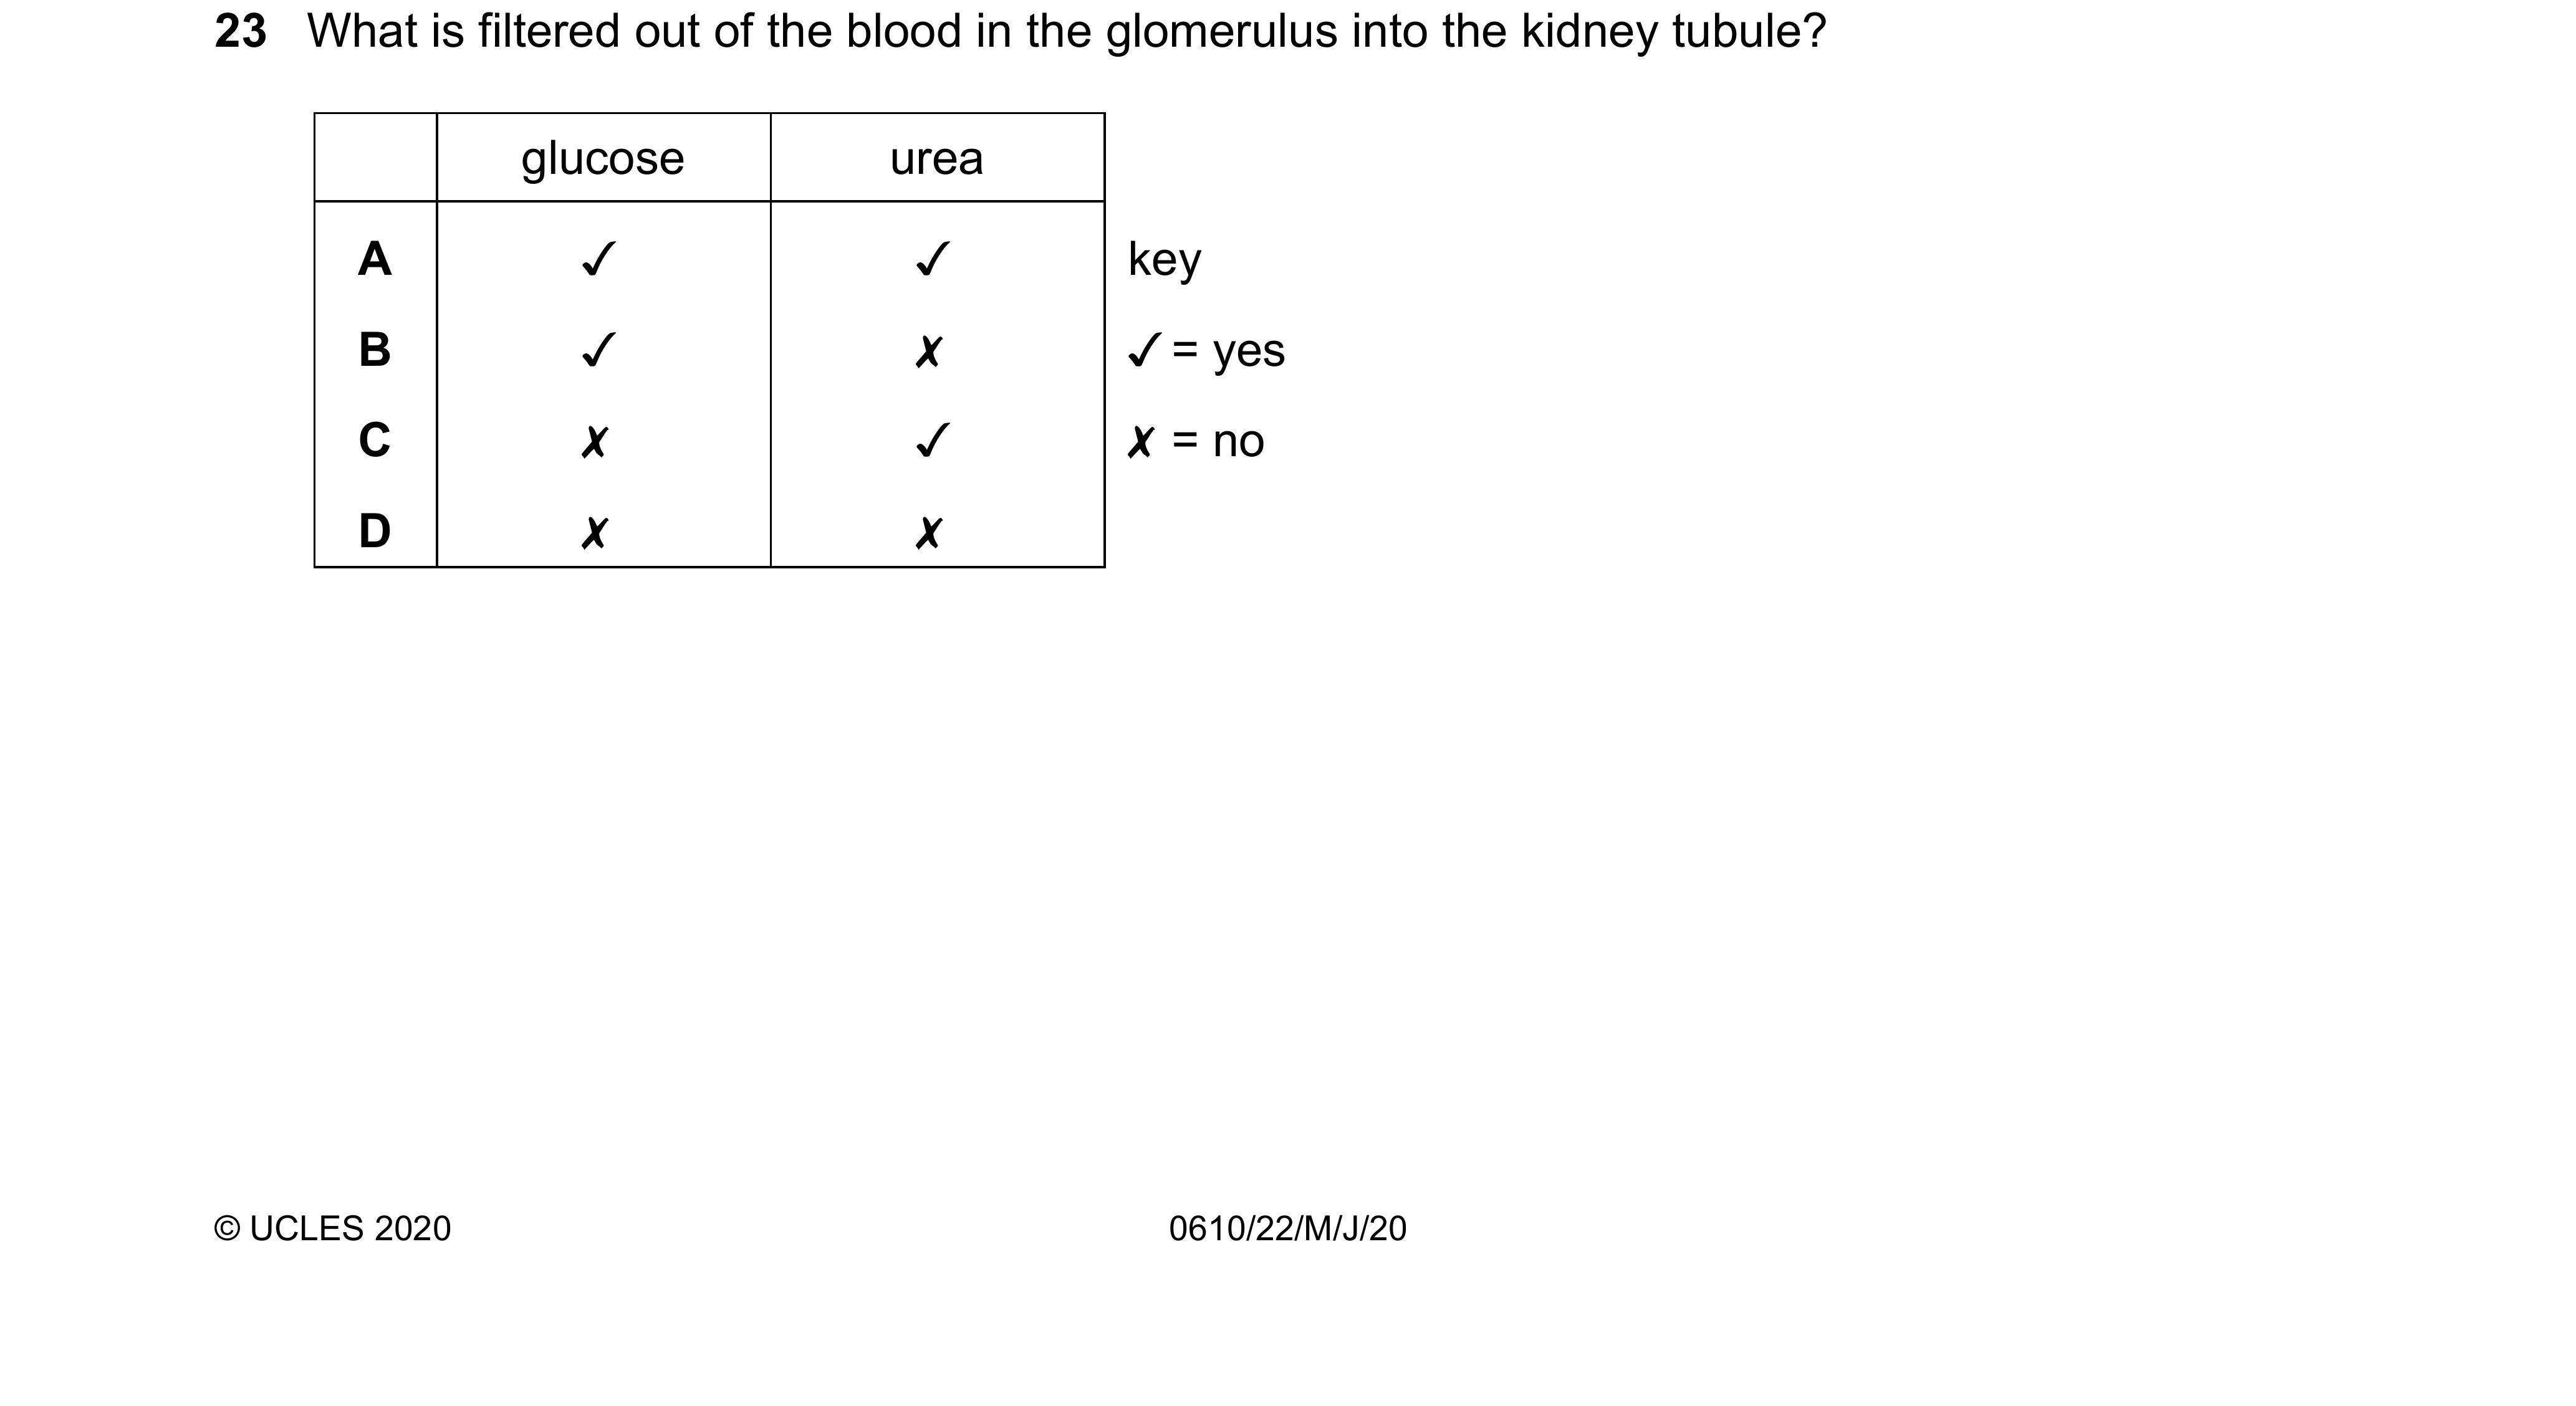 23 What is filtered out of the blood in the glomerulus into the kidney tubule?
glucose urea
A ✓ ✓ key
B ✓ ✗ ✓ = yes
C ✗ ✓ ✗ = no
D ✗ ✗
© UCLES 2020 0610/22/M/J/20